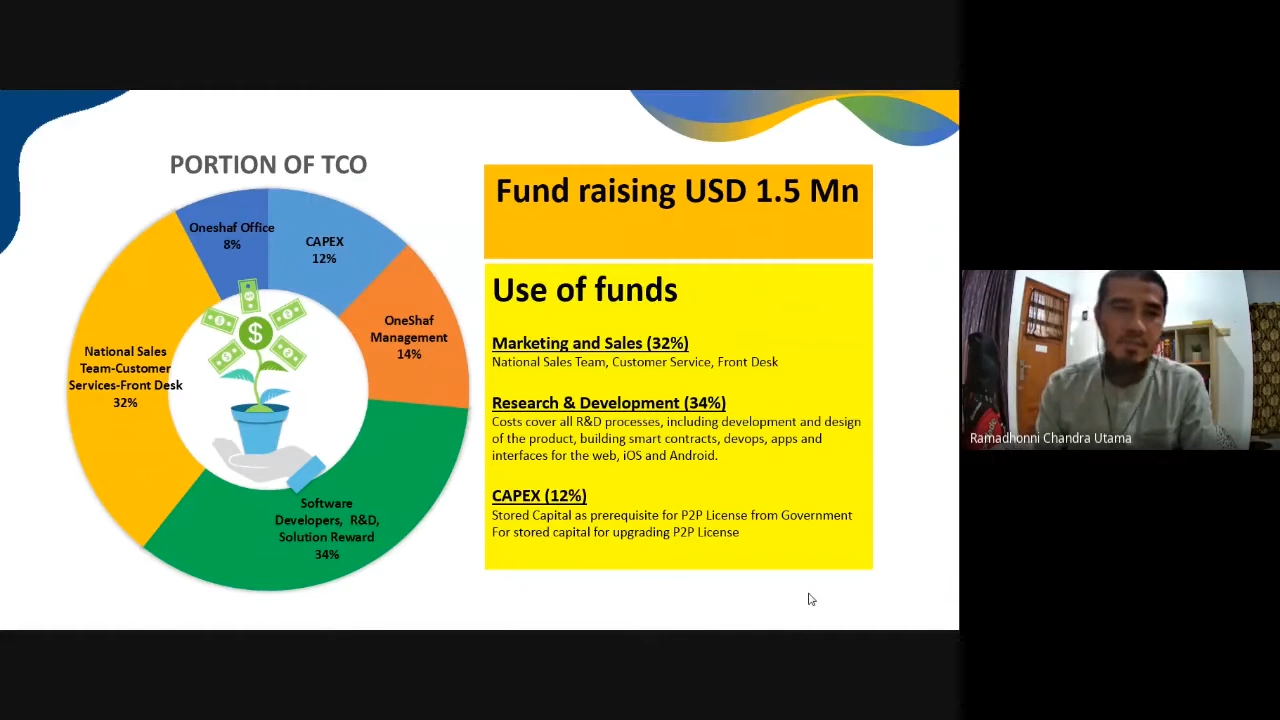 PORTION OF TCO
Oneshaf Office
8%
CAPEX
12%
OneShaf
Management
14%
National Sales
Team-Customer
Services-Front Desk
32%
Software
Developers, R&D,
Solution Reward
34%
$
Fund raising USD 1.5 Mn
Use of funds
Marketing and Sales (32%)
National Sales Team, Customer Service, Front Desk
Research & Development (34%)
Costs cover all R&D processes, including development and design
of the product, building smart contracts, devops, apps and
interfaces for the web, iOS and Android.
CAPEX (12%)
Stored Capital as prerequisite for P2P License from Government
For stored capital for upgrading P2P License
Ramadhonni Chandra Utama